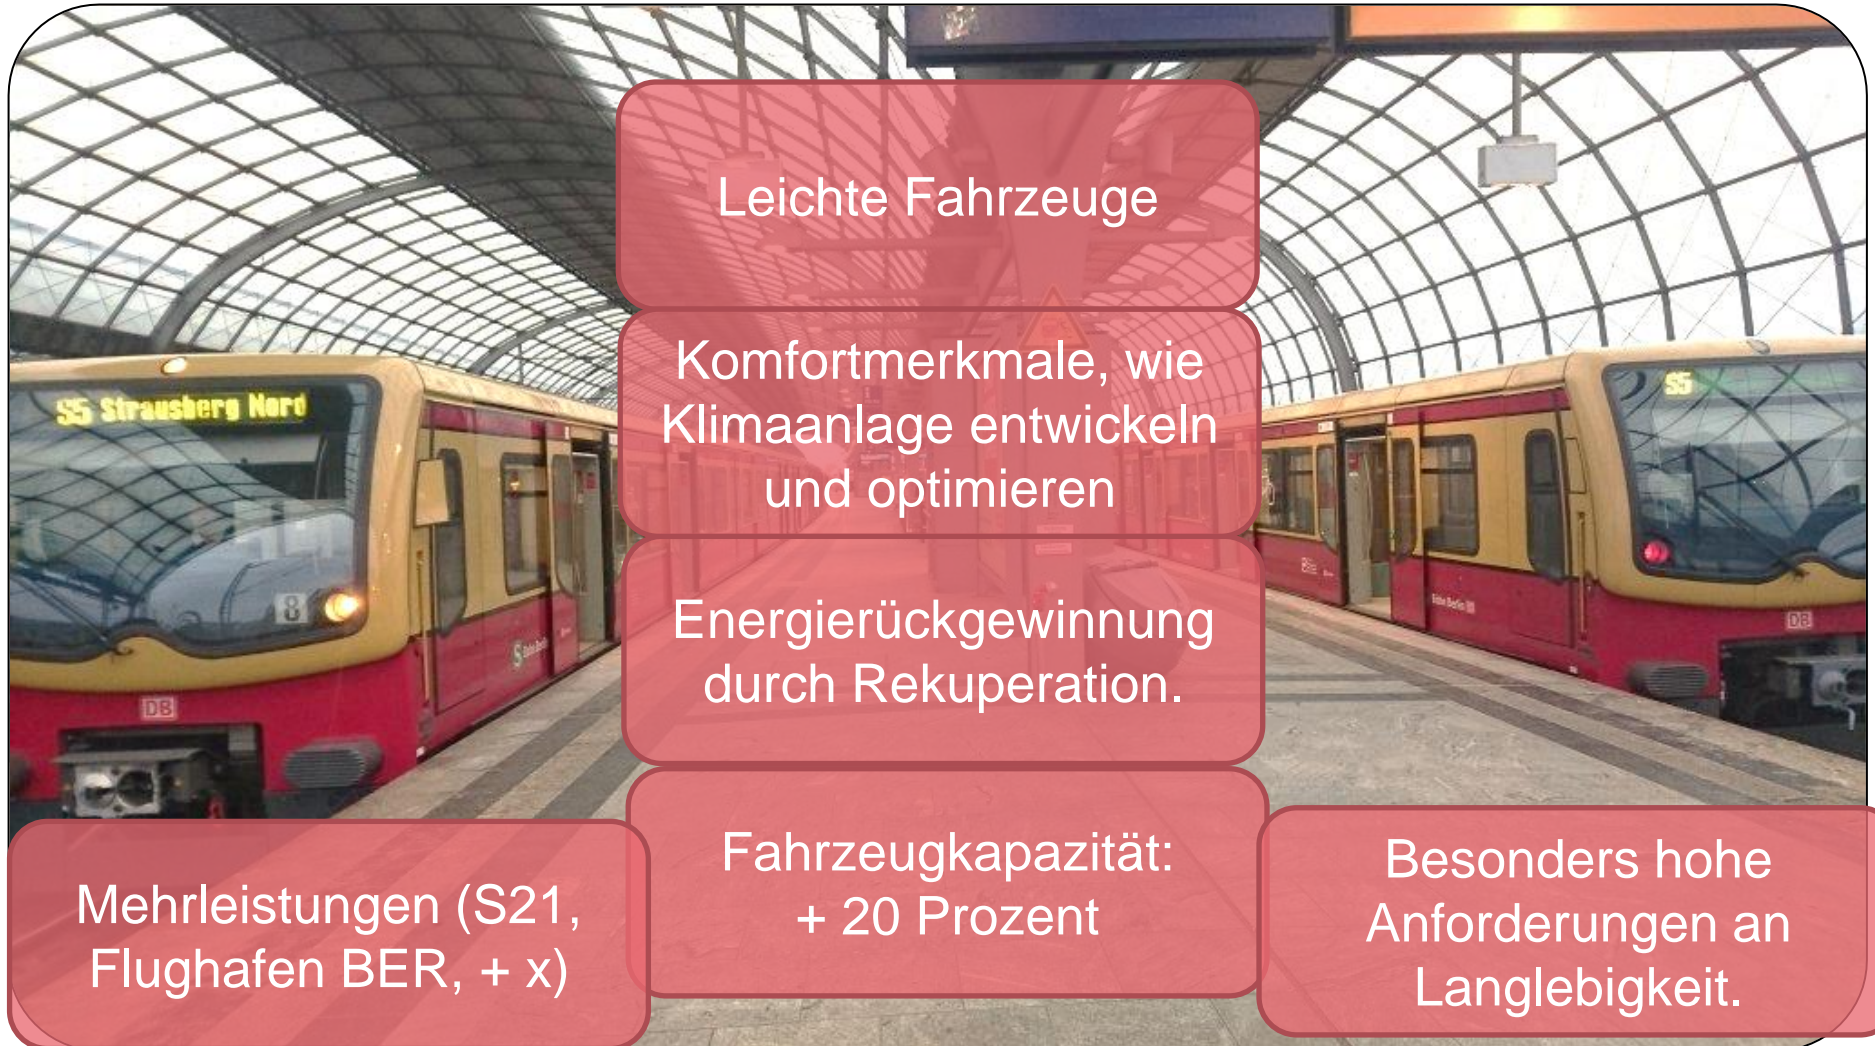 Leichte Fahrzeuge
Komfortmerkmale, wie
Klimaanlage entwickeln
und optimieren
S5 Strausberg Nord
S5
Energierückgewinnung
durch Rekuperation.
8
S
DB
DB
Fahrzeugkapazität:
+ 20 Prozent
Mehrleistungen (S21,
Flughafen BER, + x)
Besonders hohe
Anforderungen an
Langlebigkeit.